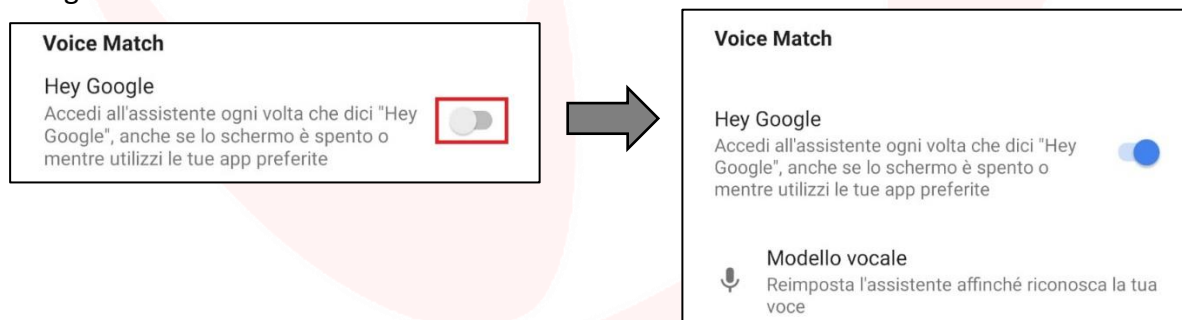 Voice Match
Hey Google
Accedi all'assistente ogni volta che dici "Hey
Google", anche se lo schermo è spento o
mentre utilizzi le tue app preferite
Voice Match
Hey Google
Accedi all'assistente ogni volta che dici "Hey
Google", anche se lo schermo è spento o
mentre utilizzi le tue app preferite
Modello vocale
Reimposta l'assistente affinché riconosca la tua
voce